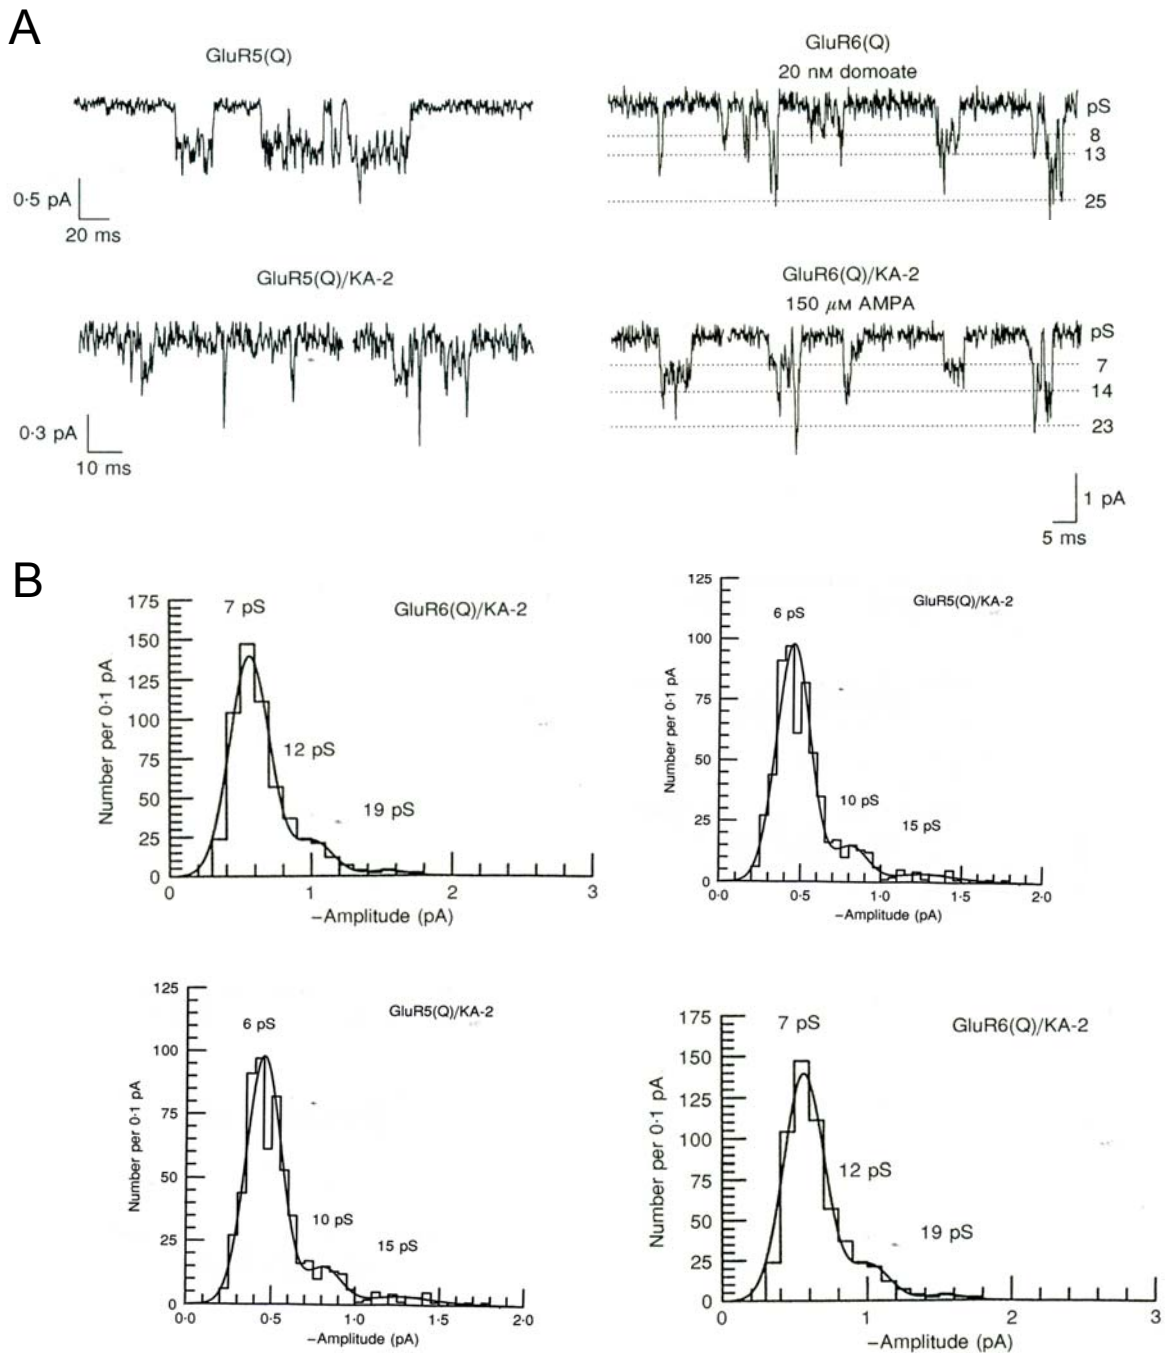 A
GluR5(Q)
0·5 pA
20 ms
GluR6(Q)
20 nM domoate
pS
8
13
25
GluR5(Q)/KA-2
0·3 pA
10 ms
GluR6(Q)/KA-2
150 μM AMPA
pS
7
14
23
1 pA
5 ms
B
175
150
125
100
75
50
25
0
Number per 0·1 pA
7 pS
GluR6(Q)/KA-2
12 pS
19 pS
0 1 2 3
−Amplitude (pA)
125
100
75
50
25
0
Number per 0·1 pA
6 pS
GluR5(Q)/KA-2
10 pS
15 pS
0·0 0·5 1·0 1·5 2·0
−Amplitude (pA)
125
100
75
50
25
0
Number per 0·1 pA
6 pS
GluR5(Q)/KA-2
10 pS
15 pS
0·0 0·5 1·0 1·5 2·0
−Amplitude (pA)
175
150
125
100
75
50
25
0
Number per 0·1 pA
7 pS
GluR6(Q)/KA-2
12 pS
19 pS
0 1 2 3
−Amplitude (pA)